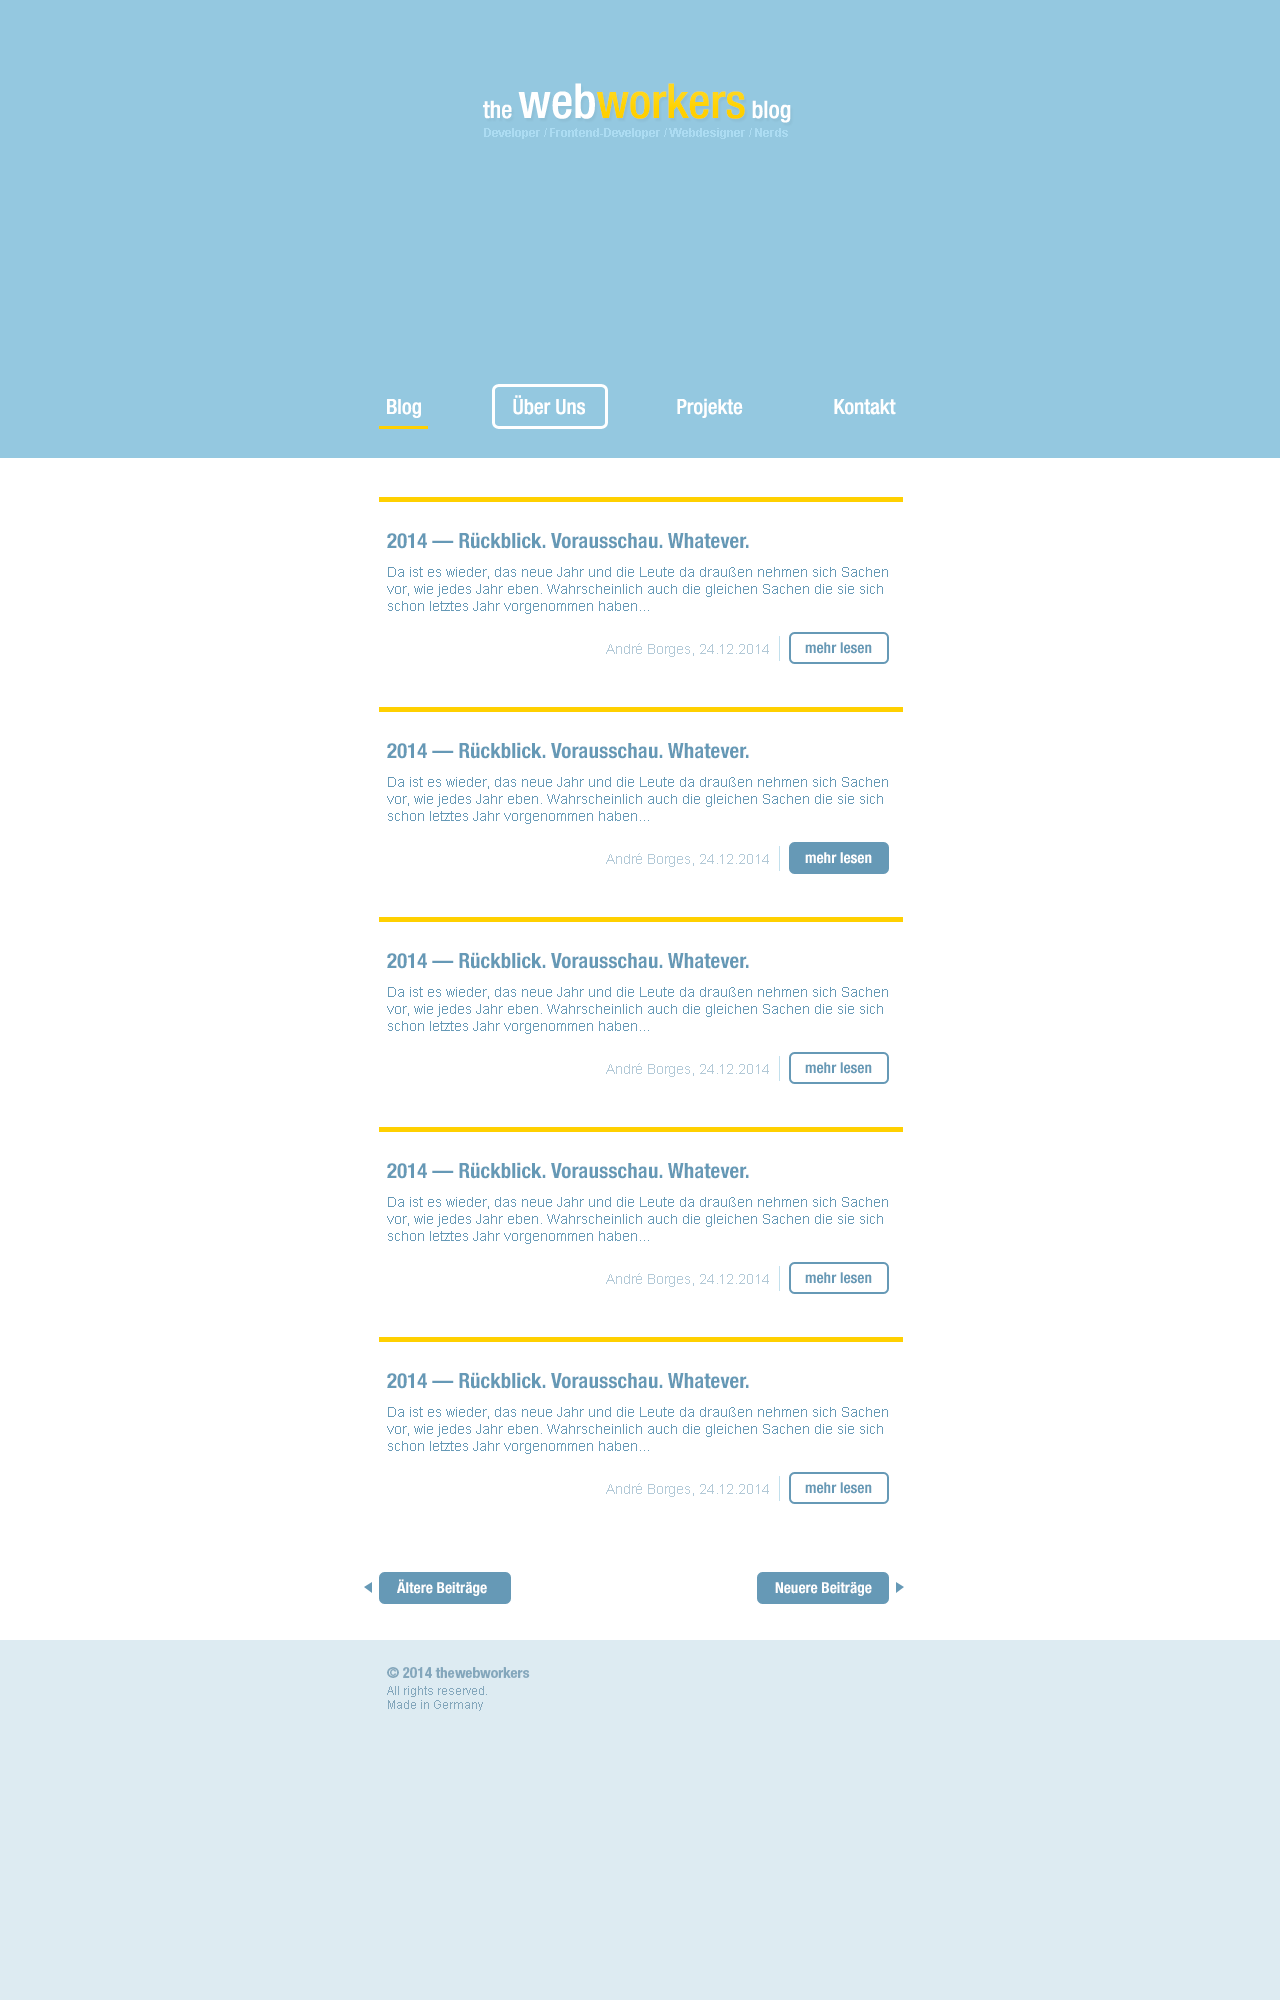 the webworkers blog
Developer / Frontend-Developer / Webdesigner / Nerds
Blog
Über Uns
Projekte
Kontakt
2014 — Rückblick. Vorausschau. Whatever.
Da ist es wieder, das neue Jahr und die Leute da draußen nehmen sich Sachen
vor, wie jedes Jahr eben. Wahrscheinlich auch die gleichen Sachen die sie sich
schon letztes Jahr vorgenommen haben...
André Borges, 24.12.2014
mehr lesen
2014 — Rückblick. Vorausschau. Whatever.
Da ist es wieder, das neue Jahr und die Leute da draußen nehmen sich Sachen
vor, wie jedes Jahr eben. Wahrscheinlich auch die gleichen Sachen die sie sich
schon letztes Jahr vorgenommen haben...
André Borges, 24.12.2014
mehr lesen
2014 — Rückblick. Vorausschau. Whatever.
Da ist es wieder, das neue Jahr und die Leute da draußen nehmen sich Sachen
vor, wie jedes Jahr eben. Wahrscheinlich auch die gleichen Sachen die sie sich
schon letztes Jahr vorgenommen haben...
André Borges, 24.12.2014
mehr lesen
2014 — Rückblick. Vorausschau. Whatever.
Da ist es wieder, das neue Jahr und die Leute da draußen nehmen sich Sachen
vor, wie jedes Jahr eben. Wahrscheinlich auch die gleichen Sachen die sie sich
schon letztes Jahr vorgenommen haben...
André Borges, 24.12.2014
mehr lesen
2014 — Rückblick. Vorausschau. Whatever.
Da ist es wieder, das neue Jahr und die Leute da draußen nehmen sich Sachen
vor, wie jedes Jahr eben. Wahrscheinlich auch die gleichen Sachen die sie sich
schon letztes Jahr vorgenommen haben...
André Borges, 24.12.2014
mehr lesen
Ältere Beiträge
Neuere Beiträge
© 2014 thewebworkers
All rights reserved.
Made in Germany